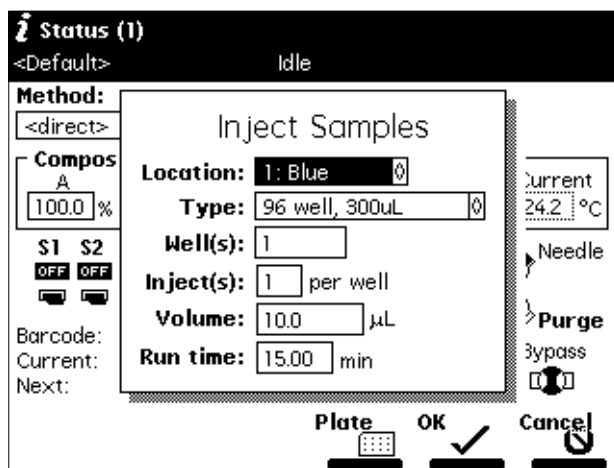 i Status (1)
<Default> Idle
Method:
<direct>
Inject Samples
Compos
A
100.0 %
Current
24.2 °C
Location: 1: Blue
Type: 96 well, 300uL
Well(s): 1
Inject(s): 1 per well
Volume: 10.0 µL
Run time: 15.00 min
S1 S2
OFF OFF
Needle
Purge
Bypass
Barcode:
Current:
Next:
Plate OK Cancel